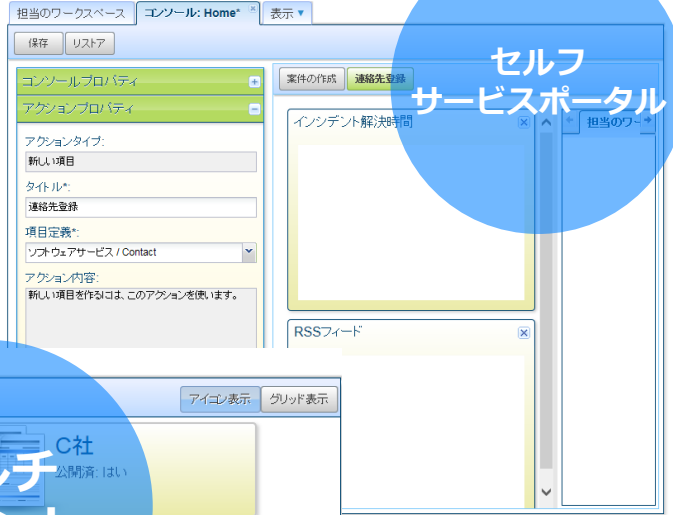 担当のワークスペース
コンソール: Home*
表示
保存
リストア
セルフ
サービスポータル
コンソールプロパティ
アクションプロパティ
案件の作成
連絡先登録
アクションタイプ:
新しい項目
タイトル*:
連絡先登録
項目定義*:
ソフトウェアサービス / Contact
アクション内容:
新しい項目を作るには、このアクションを使います。
インシデント解決時間
担当のワー
RSSフィード
アイコン表示
グリッド表示
C社
公開済: はい
チ